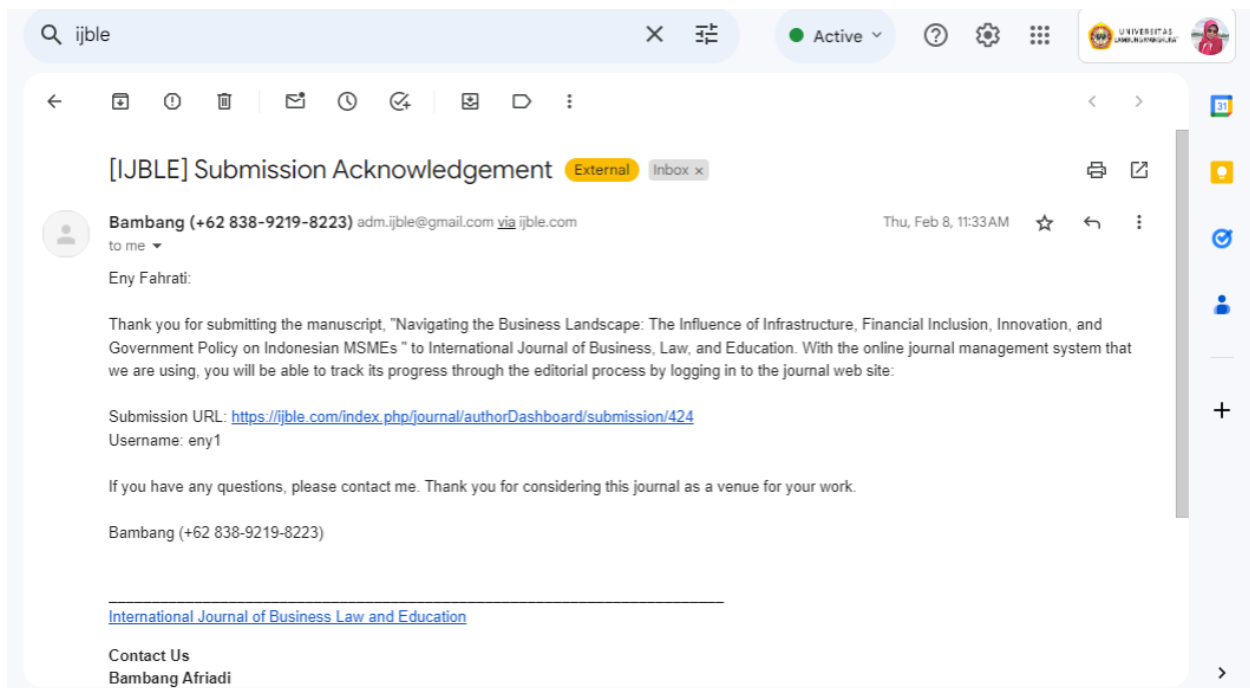 ijble
Active
UNIVERSITAS
LAMBUNG MANGKURAT
31
[IJBLE] Submission Acknowledgement External Inbox x
Bambang (+62 838-9219-8223) adm.ijble@gmail.com via ijble.com Thu, Feb 8, 11:33 AM
to me
Eny Fahrati:
Thank you for submitting the manuscript, "Navigating the Business Landscape: The Influence of Infrastructure, Financial Inclusion, Innovation, and
Government Policy on Indonesian MSMEs " to International Journal of Business, Law, and Education. With the online journal management system that
we are using, you will be able to track its progress through the editorial process by logging in to the journal web site:
Submission URL: https://ijble.com/index.php/journal/authorDashboard/submission/424
Username: eny1
If you have any questions, please contact me. Thank you for considering this journal as a venue for your work.
Bambang (+62 838-9219-8223)
International Journal of Business Law and Education
Contact Us
Bambang Afriadi